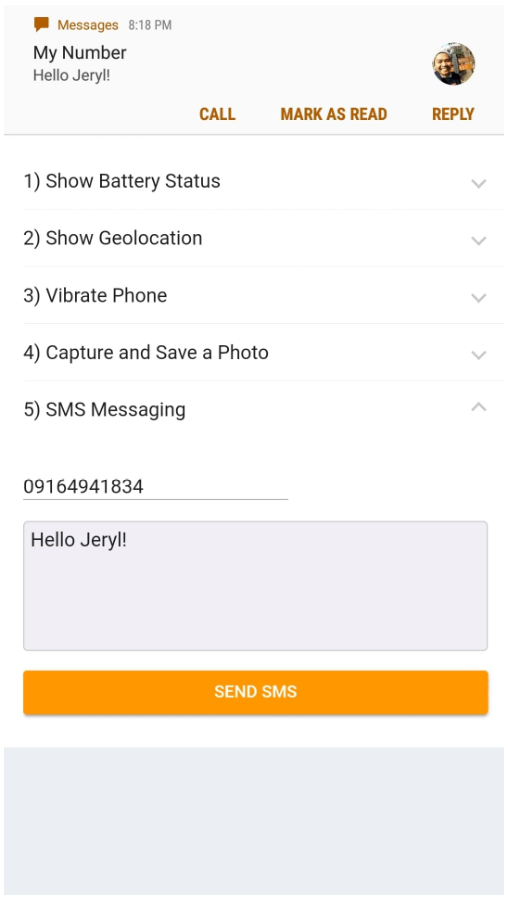 Messages 8:18 PM
My Number
Hello Jeryl!
CALL MARK AS READ REPLY
1) Show Battery Status
2) Show Geolocation
3) Vibrate Phone
4) Capture and Save a Photo
5) SMS Messaging
09164941834
Hello Jeryl!
SEND SMS